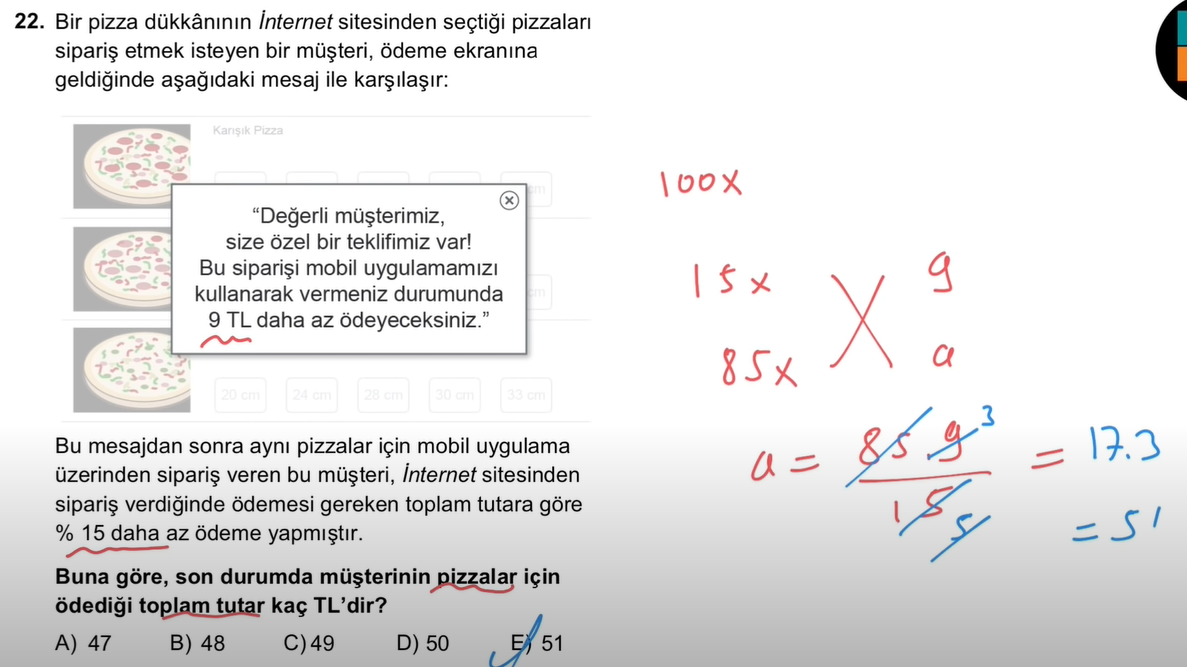 22. Bir pizza dükkânının İnternet sitesinden seçtiği pizzaları
sipariş etmek isteyen bir müşteri, ödeme ekranına
geldiğinde aşağıdaki mesaj ile karşılaşır:
Karışık Pizza
cm
“Değerli müşterimiz,
size özel bir teklifimiz var!
Bu siparişi mobil uygulamamızı
kullanarak vermeniz durumunda
9 TL daha az ödeyeceksiniz.”
cm
20 cm 24 cm 28 cm 30 cm 33 cm
Bu mesajdan sonra aynı pizzalar için mobil uygulama
üzerinden sipariş veren bu müşteri, İnternet sitesinden
sipariş verdiğinde ödemesi gereken toplam tutara göre
% 15 daha az ödeme yapmıştır.
Buna göre, son durumda müşterinin pizzalar için
ödediği toplam tutar kaç TL’dir?
A) 47 B) 48 C) 49 D) 50 E) 51
100x
15x 9
85x a
a = 85 9 3 = 17.3
15 5 = 51